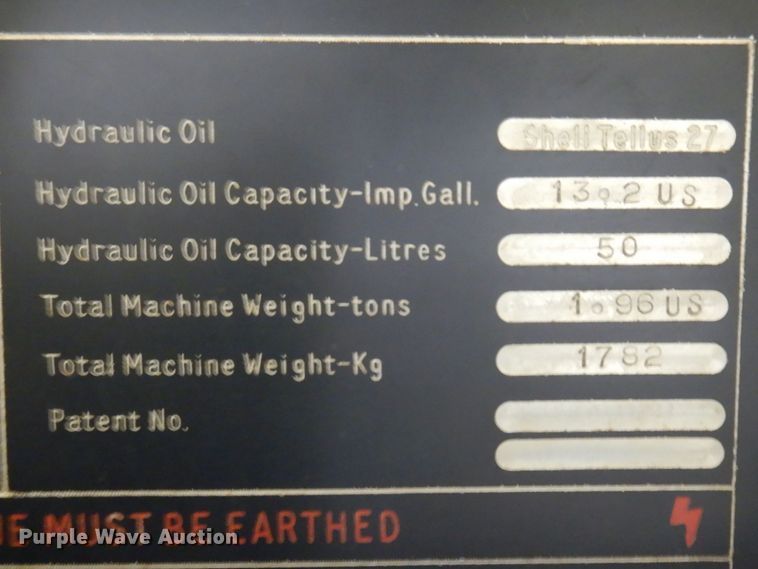 Hydraulic Oil Shell Tellus 27
Hydraulic Oil Capacity-Imp.Gall. 13.2 US
Hydraulic Oil Capacity-Litres 50
Total Machine Weight-tons 1.96 US
Total Machine Weight-Kg 1782
Patent No.
MUST BE EARTHED
Purple Wave Auction